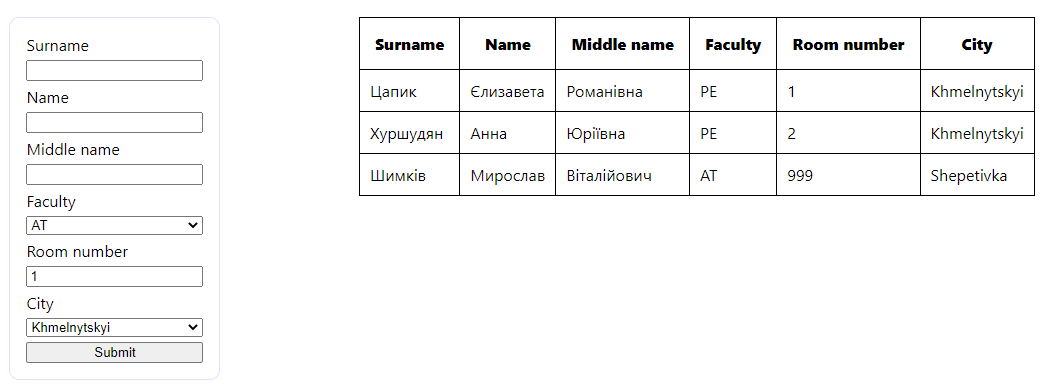 Surname
Name
Middle name
Faculty
AT
Room number
1
City
Khmelnytskyi
Submit
Surname Name Middle name Faculty Room number City
Цапик Єлизавета Романівна PE 1 Khmelnytskyi
Хуршудян Анна Юріївна PE 2 Khmelnytskyi
Шимків Мирослав Віталійович AT 999 Shepetivka